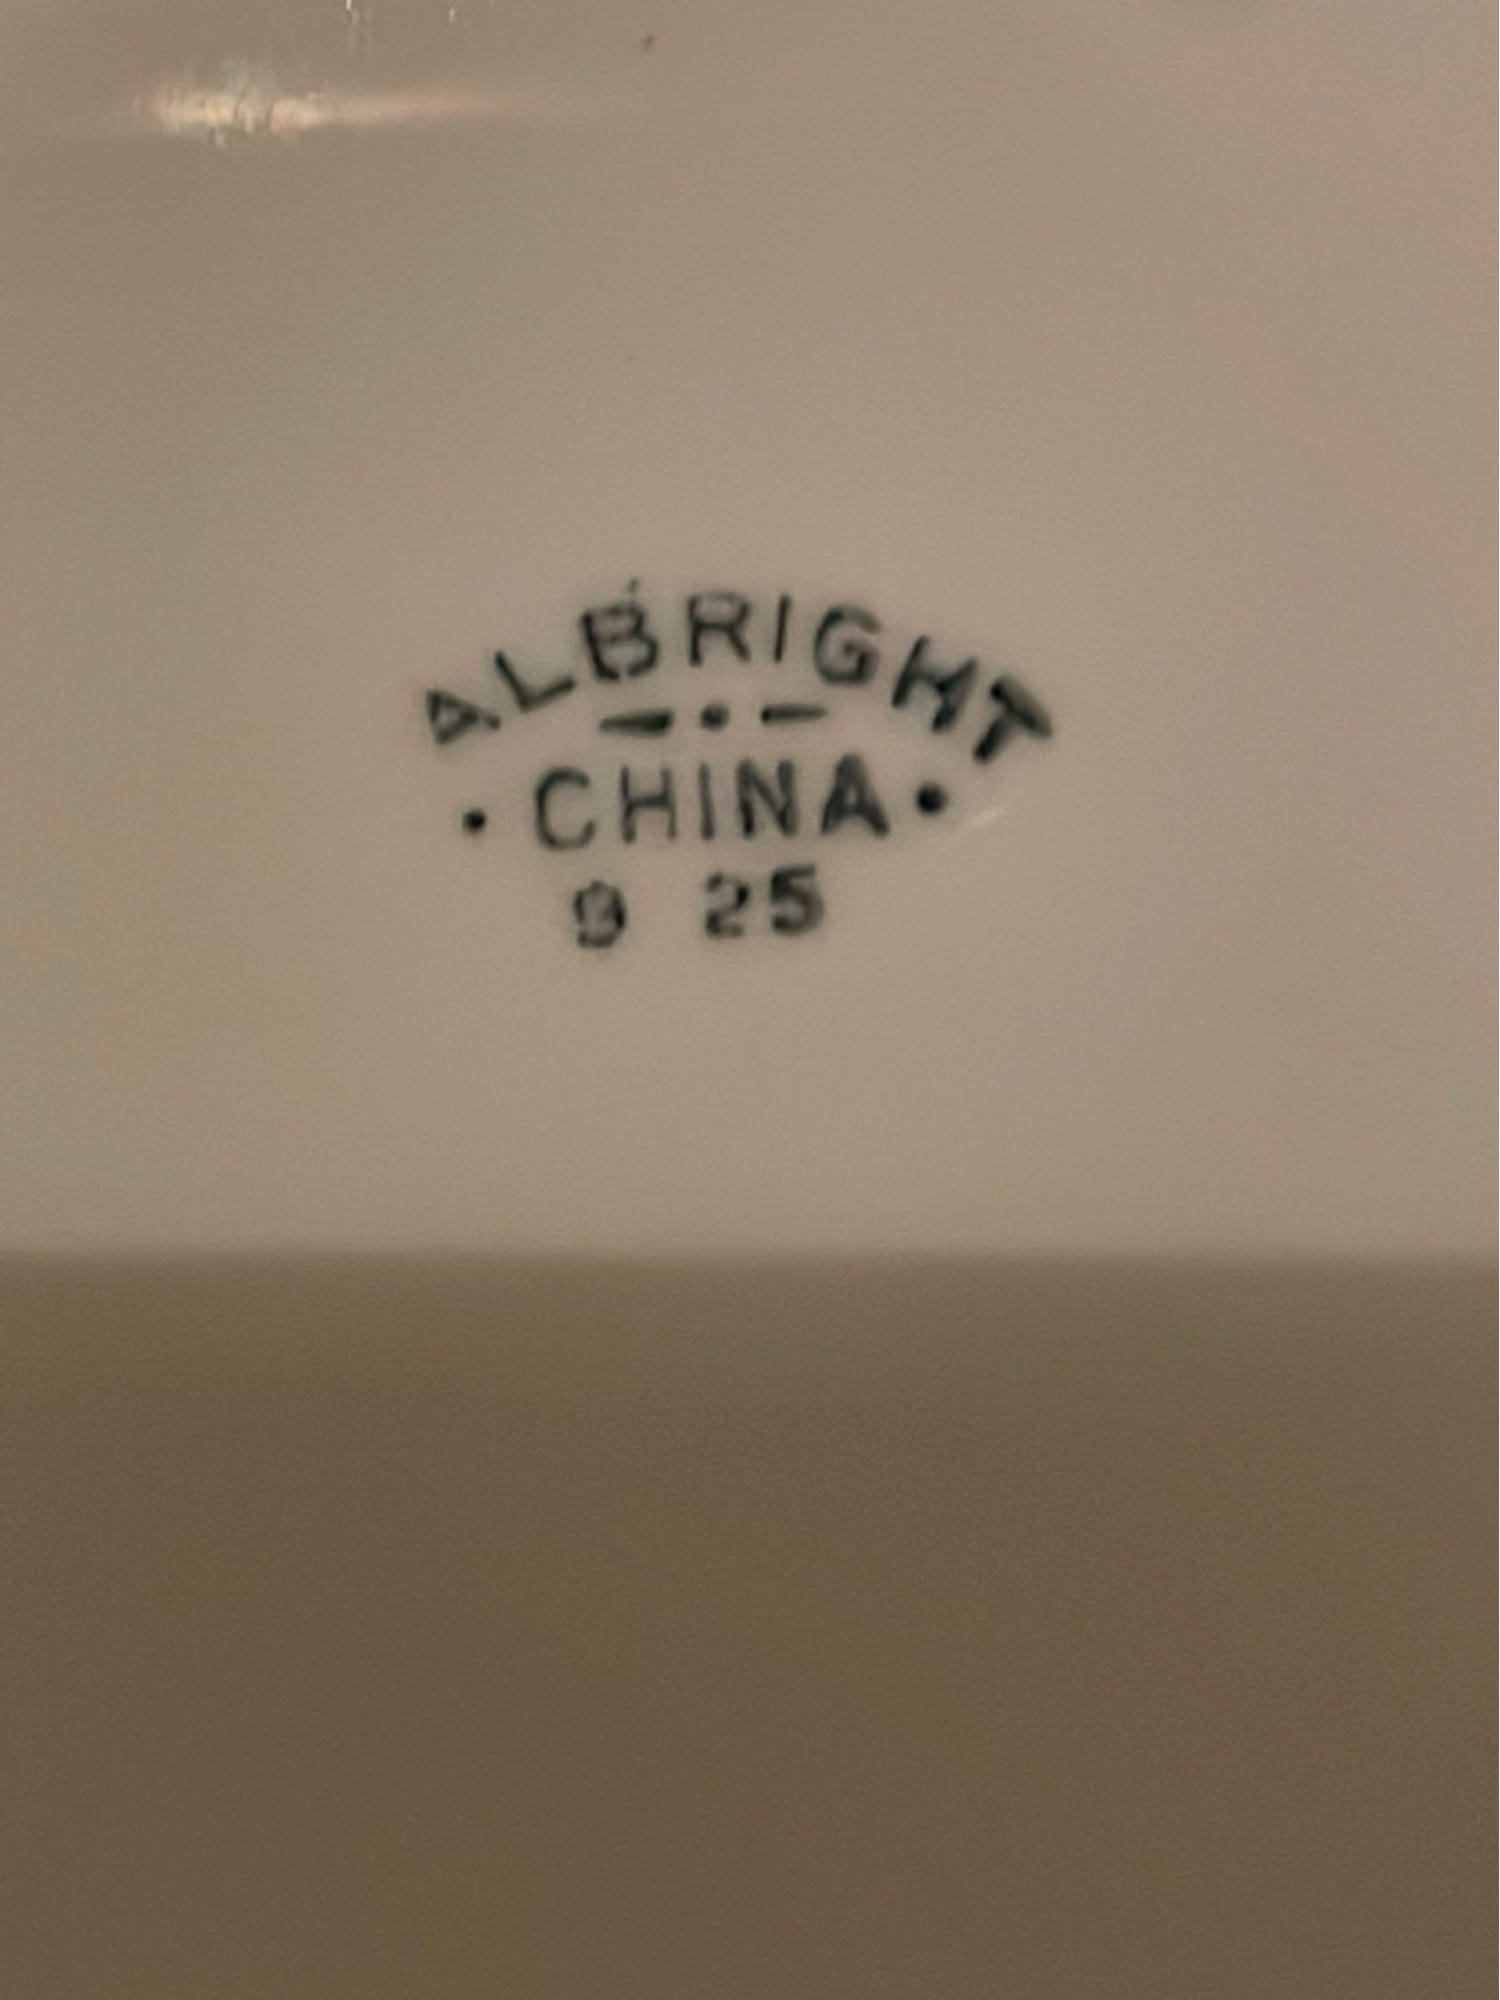 ALBRIGHT
—•—
• CHINA •
9 25